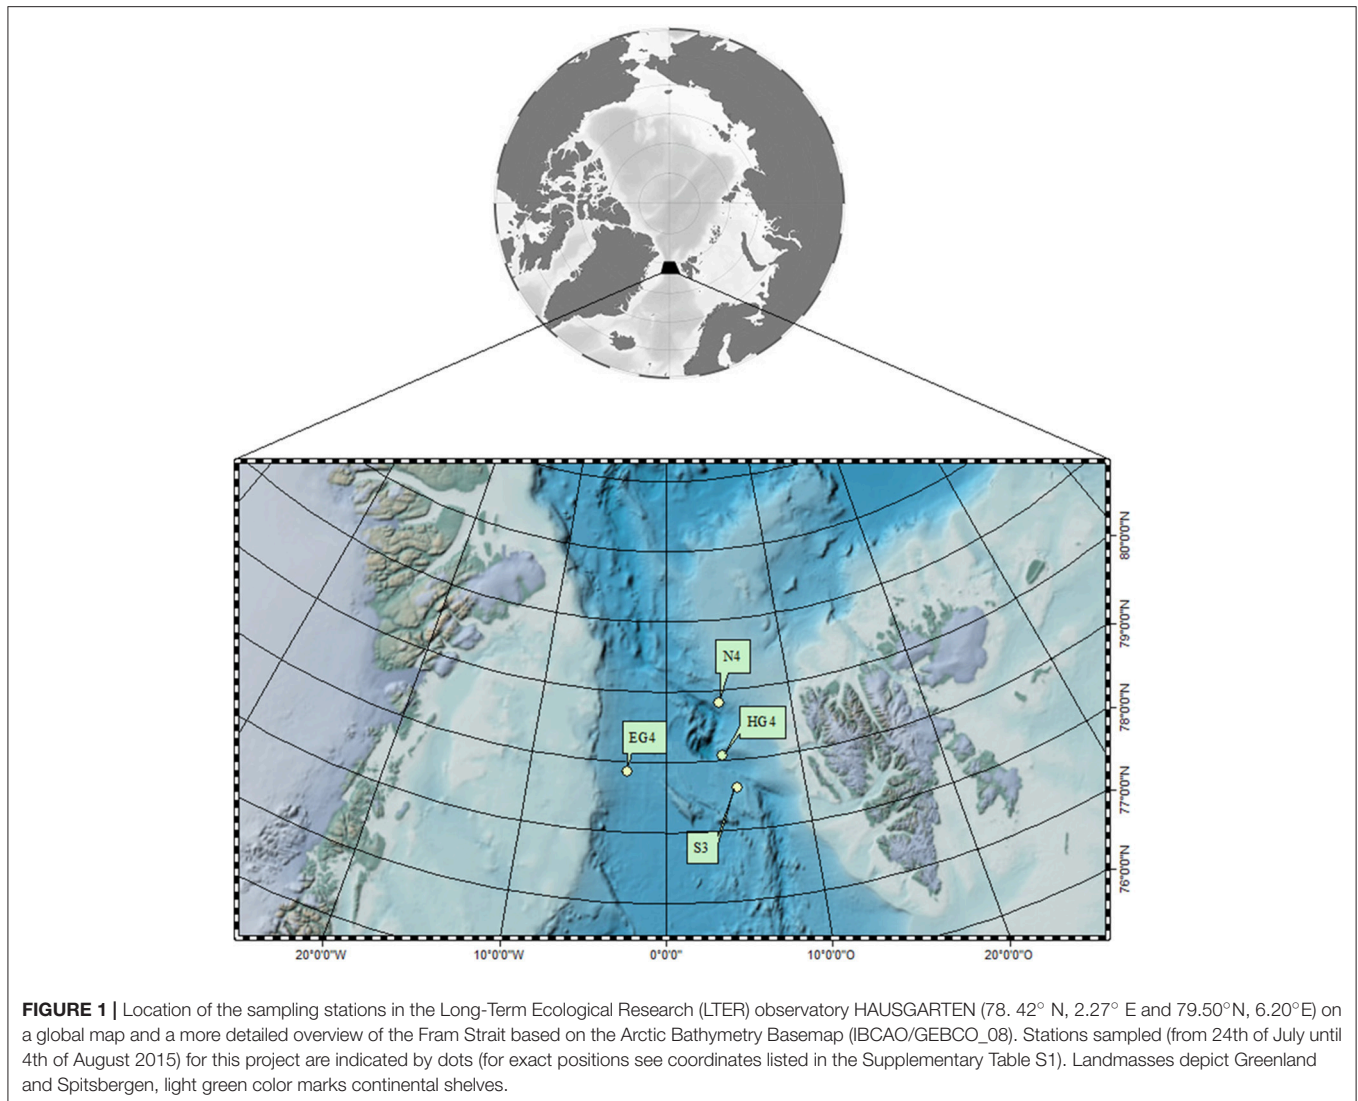 N4
HG4
EG4
S3
80°0'0"N
79°0'0"N
78°0'0"N
77°0'0"N
76°0'0"N
20°0'0"W
10°0'0"W
0°0'0"
10°0'0"O
20°0'0"O
FIGURE 1 | Location of the sampling stations in the Long-Term Ecological Research (LTER) observatory HAUSGARTEN (78. 42° N, 2.27° E and 79.50°N, 6.20°E) on
a global map and a more detailed overview of the Fram Strait based on the Arctic Bathymetry Basemap (IBCAO/GEBCO_08). Stations sampled (from 24th of July until
4th of August 2015) for this project are indicated by dots (for exact positions see coordinates listed in the Supplementary Table S1). Landmasses depict Greenland
and Spitsbergen, light green color marks continental shelves.